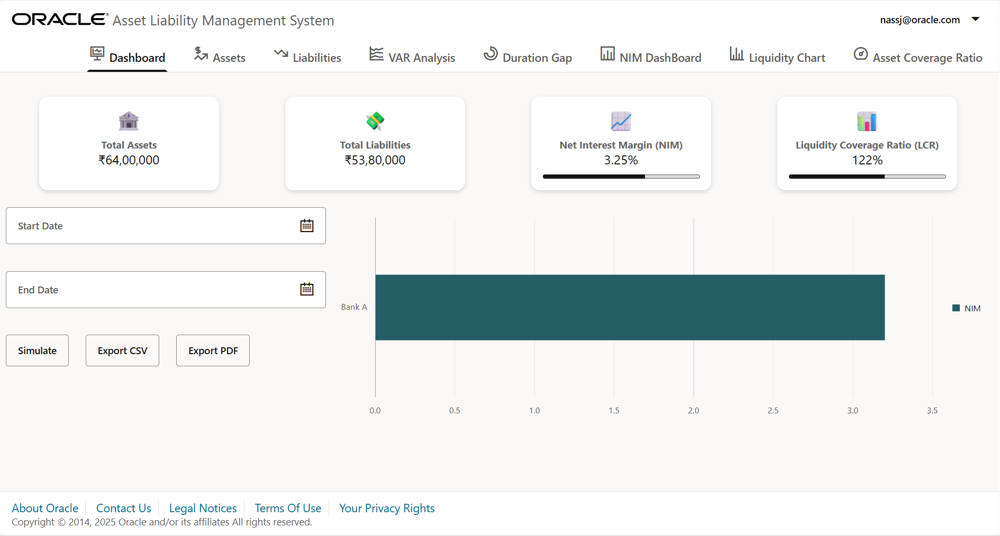 ORACLE® Asset Liability Management System
nassj@oracle.com
Dashboard
Assets
Liabilities
VAR Analysis
Duration Gap
NIM DashBoard
Liquidity Chart
Asset Coverage Ratio
Total Assets
₹64,00,000
Total Liabilities
₹53,80,000
Net Interest Margin (NIM)
3.25%
Liquidity Coverage Ratio (LCR)
122%
Start Date
End Date
Simulate
Export CSV
Export PDF
Bank A
NIM
0.0 0.5 1.0 1.5 2.0 2.5 3.0 3.5
About Oracle
Contact Us
Legal Notices
Terms Of Use
Your Privacy Rights
Copyright © 2014, 2025 Oracle and/or its affiliates All rights reserved.